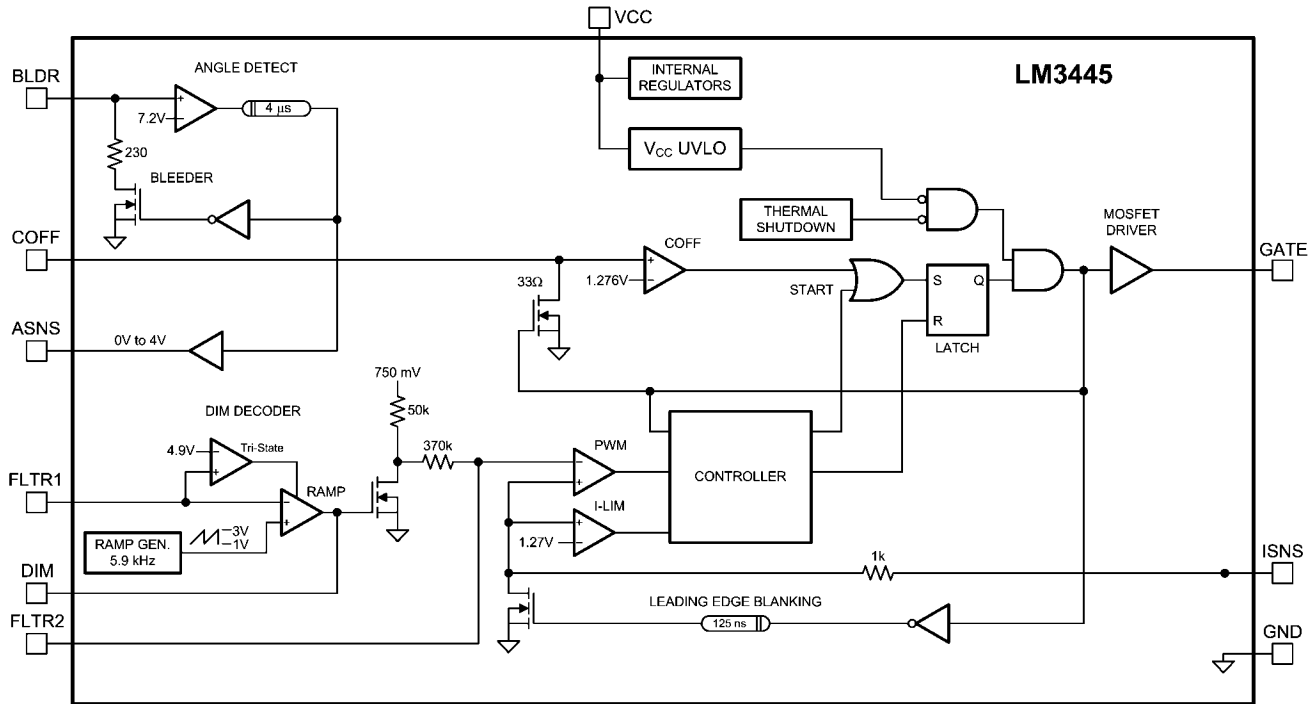 VCC
LM3445
BLDR
ANGLE DETECT
INTERNAL
REGULATORS
7.2V
4 µs
230
BLEEDER
VCC UVLO
THERMAL
SHUTDOWN
MOSFET
DRIVER
COFF
COFF
GATE
33Ω
1.276V
START
S
Q
R
LATCH
ASNS
0V to 4V
750 mV
50k
DIM DECODER
4.9V
Tri-State
370k
PWM
CONTROLLER
FLTR1
RAMP
I-LIM
1.27V
3V
1V
RAMP GEN.
5.9 kHz
1k
ISNS
DIM
LEADING EDGE BLANKING
FLTR2
125 ns
GND
+
−
−
+
−
+
+
−
−
+
+
−